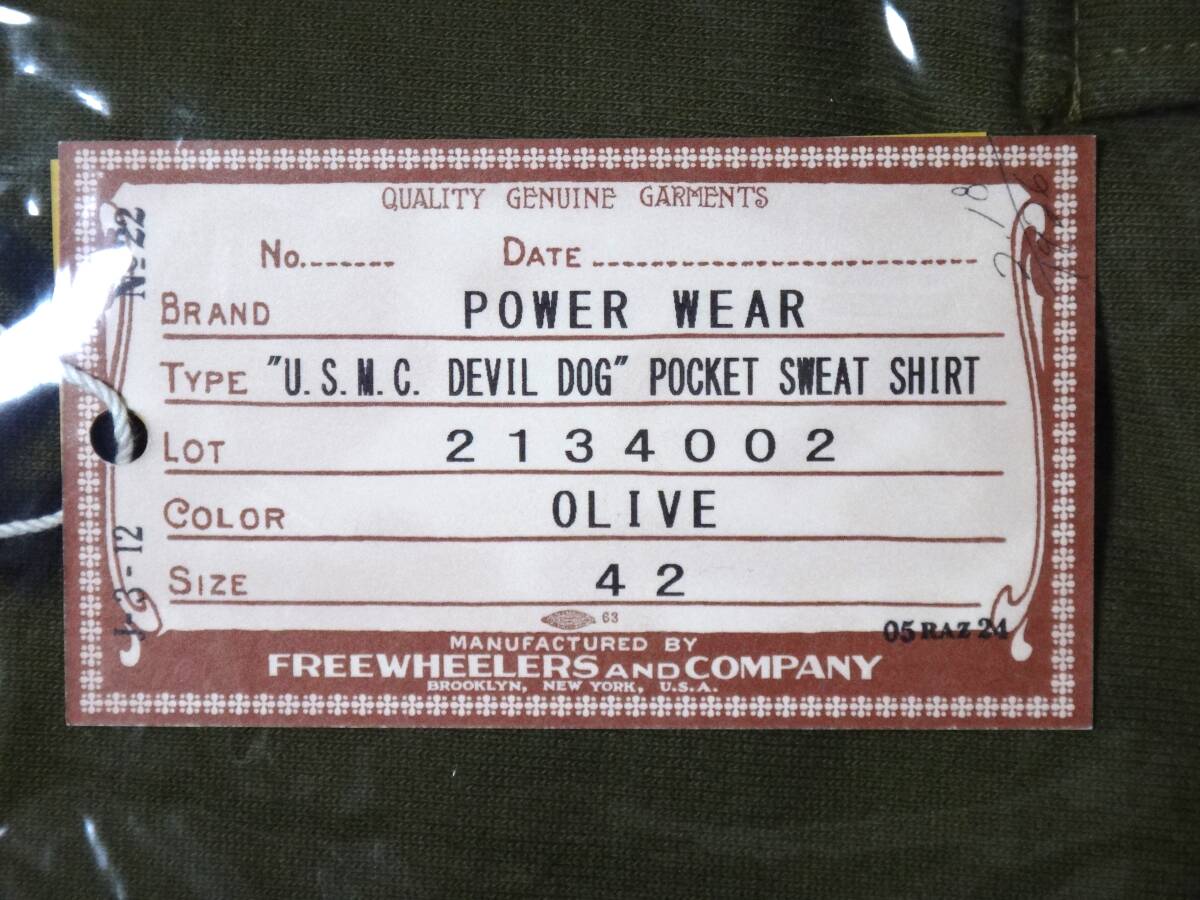 QUALITY GENUINE GARMENTS
No.
DATE
BRAND POWER WEAR
TYPE "U.S.M.C. DEVIL DOG" POCKET SWEAT SHIRT
LOT 2134002
COLOR OLIVE
SIZE 42
63
05 RAZ 24
MANUFACTURED BY
FREEWHEELERS AND COMPANY
BROOKLYN, NEW YORK, U.S.A.
No 22
J-3-12